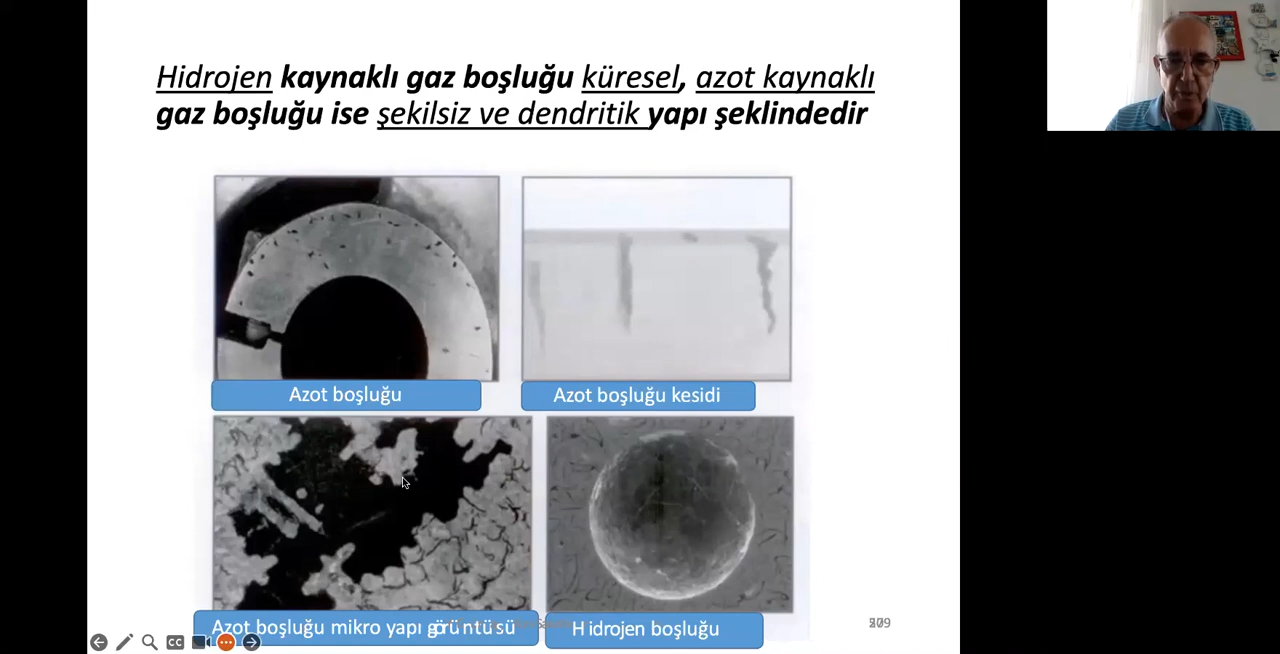 Hidrojen kaynaklı gaz boşluğu küresel, azot kaynaklı
gaz boşluğu ise şekilsiz ve dendritik yapı şeklindedir
Azot boşluğu
Azot boşluğu kesidi
Azot boşluğu mikro yapı görüntüsü
Hidrojen boşluğu
CC